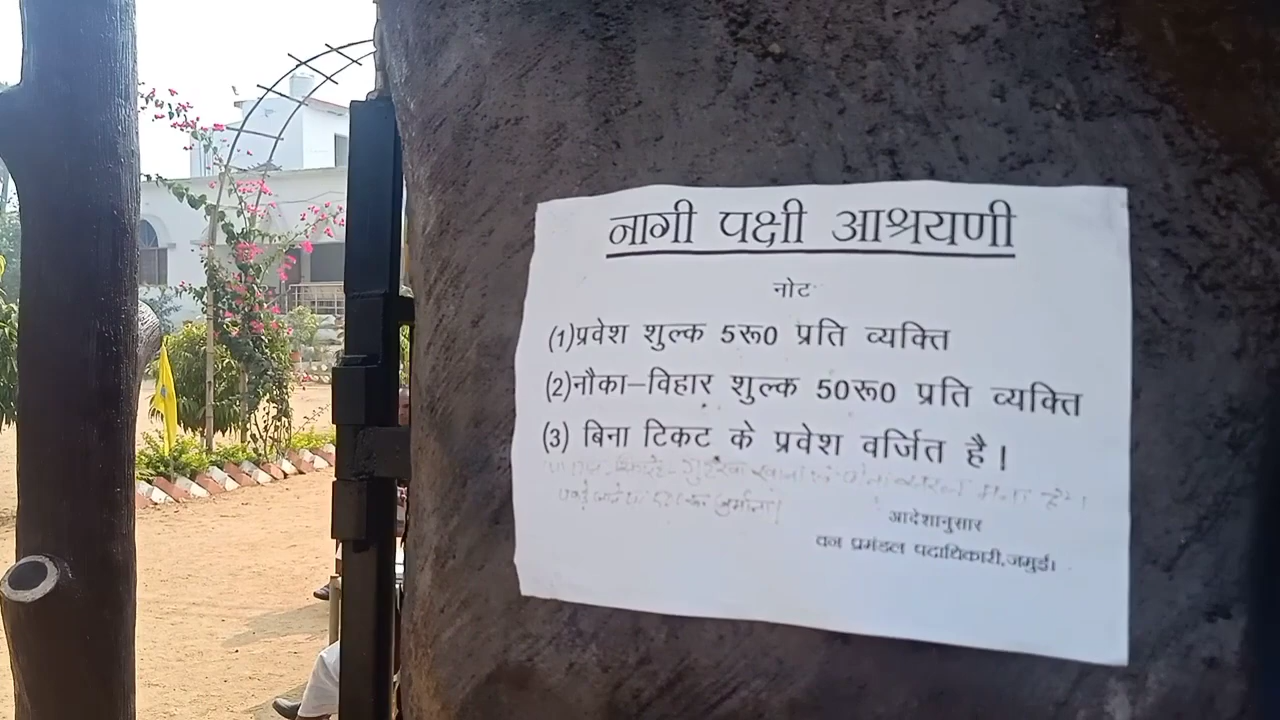 नागी पक्षी आश्रयणी
नोट
(1)प्रवेश शुल्क 5रू0 प्रति व्यक्ति
(2)नौका–विहार शुल्क 50रू0 प्रति व्यक्ति
(3) बिना टिकट के प्रवेश वर्जित है।
मना है।
जुर्माना।
आदेशानुसार
वन प्रमंडल पदाधिकारी,जमुई।